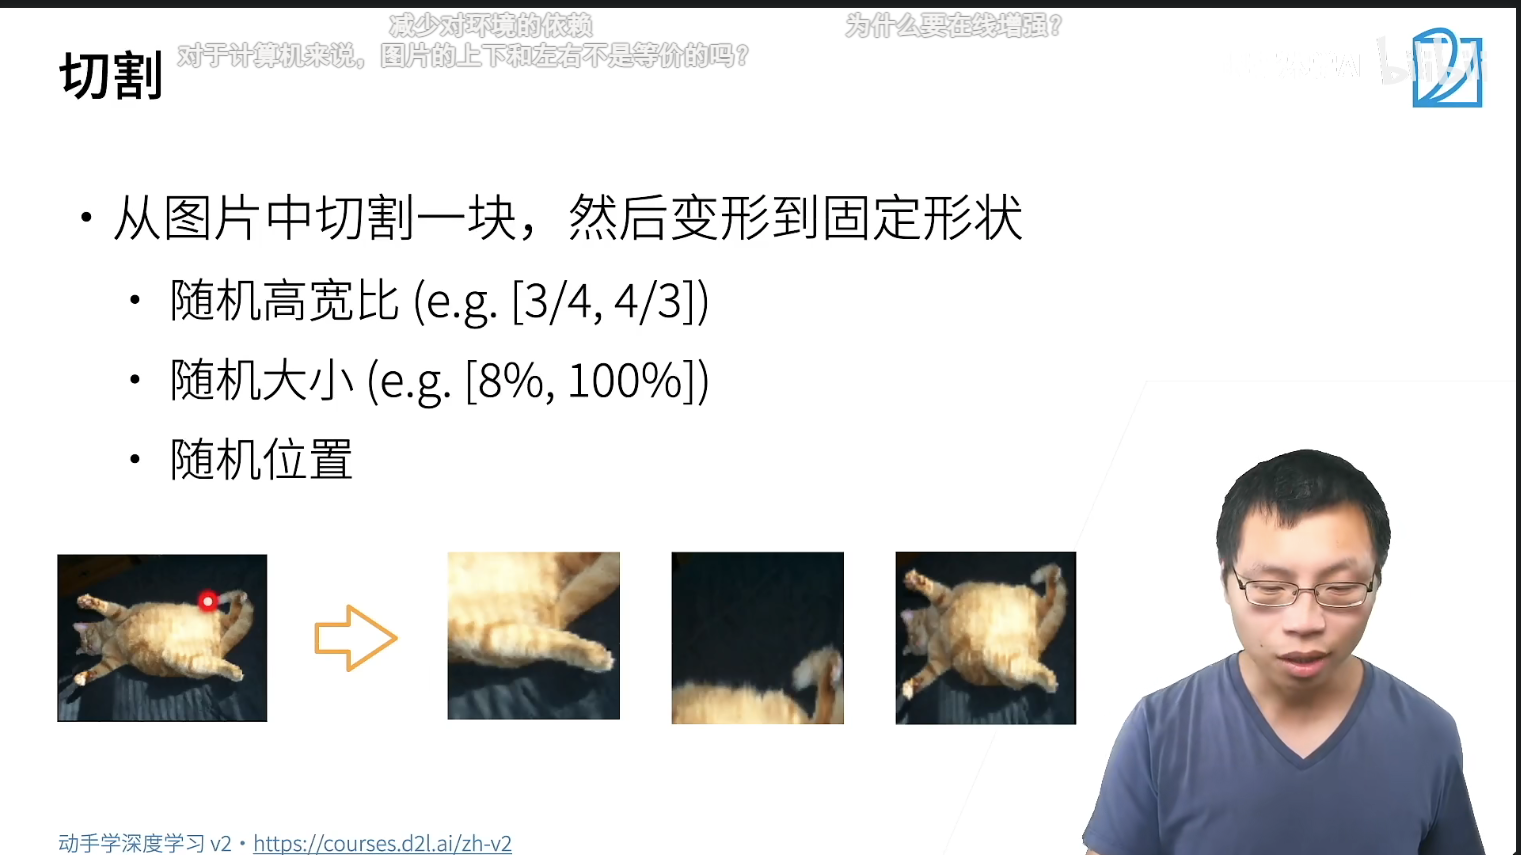 减少对环境的依赖
为什么要在线增强？
对于计算机来说，图片的上下和左右不是等价的吗？
切割
bilibili
• 从图片中切割一块，然后变形到固定形状
• 随机高宽比 (e.g. [3/4, 4/3])
• 随机大小 (e.g. [8%, 100%])
• 随机位置
动手学深度学习 v2 • https://courses.d2l.ai/zh-v2